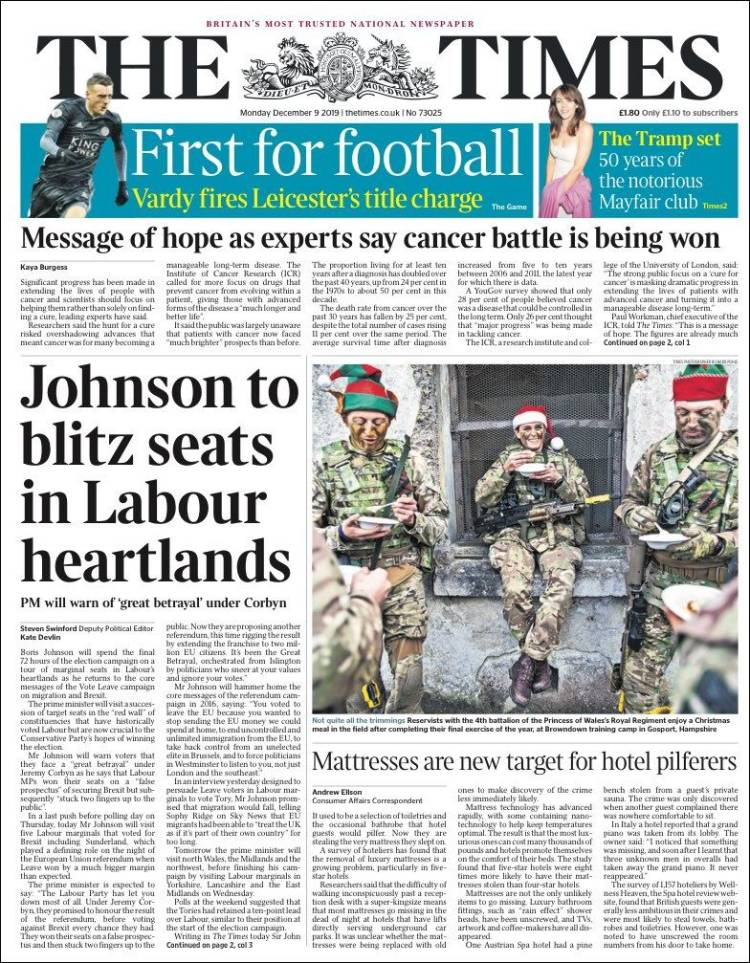 BRITAIN'S MOST TRUSTED NATIONAL NEWSPAPER
THE TIMES
DIEU ET MON DROIT
Monday December 9 2019 | thetimes.co.uk | No 73025
£1.80 Only £1.10 to subscribers
KING
POWER
First for football
Vardy fires Leicester's title charge
The Game
The Tramp set
50 years of
the notorious
Mayfair club Times2
Message of hope as experts say cancer battle is being won
Kaya Burgess
Significant progress has been made in
extending the lives of people with
cancer and scientists should focus on
helping them rather than solely on find-
ing a cure, leading experts have said.
Researchers said the hunt for a cure
risked overshadowing advances that
meant cancer was for many becoming a
manageable long-term disease. The
Institute of Cancer Research (ICR)
called for more focus on drugs that
prevent cancer from evolving within a
patient, giving those with advanced
forms of the disease a "much longer and
better life".
It said the public was largely unaware
that patients with cancer now faced
"much brighter" prospects than before.
The proportion living for at least ten
years after a diagnosis has doubled over
the past 40 years, up from 24 per cent in
the 1970s to about 50 per cent in this
decade.
The death rate from cancer over the
past 30 years has fallen by 25 per cent,
despite the total number of cases rising
11 per cent over the same period. The
average survival time after diagnosis
increased from five to ten years
between 2006 and 2011, the latest year
for which there is data.
A YouGov survey showed that only
28 per cent of people believed cancer
was a disease that could be controlled in
the long term. Only 26 per cent thought
that "major progress" was being made
in tackling cancer.
The ICR, a research institute and col-
lege of the University of London, said:
"The strong public focus on a 'cure for
cancer' is masking dramatic progress in
extending the lives of patients with
advanced cancer and turning it into a
manageable disease long-term."
Paul Workman, chief executive of the
ICR, told The Times: "This is a message
of hope. The figures are already much
Continued on page 2, col 1
Johnson to
blitz seats
in Labour
heartlands
PM will warn of 'great betrayal' under Corbyn
Steven Swinford Deputy Political Editor
Kate Devlin
Boris Johnson will spend the final
72 hours of the election campaign on a
tour of marginal seats in Labour's
heartlands as he returns to the core
messages of the Vote Leave campaign
on migration and Brexit.
The prime minister will visit a succes-
sion of target seats in the "red wall" of
constituencies that have historically
voted Labour but are now crucial to the
Conservative Party's hopes of winning
the election.
Mr Johnson will warn voters that
they face a "great betrayal" under
Jeremy Corbyn as he says that Labour
MPs won their seats on a "false
prospectus" of securing Brexit but sub-
sequently "stuck two fingers up to the
public".
In a last push before polling day on
Thursday, today Mr Johnson will visit
five Labour marginals that voted for
Brexit including Sunderland, which
played a defining role on the night of
the European Union referendum when
Leave won by a much bigger margin
than expected.
The prime minister is expected to
say: "The Labour Party has let you
down most of all. Under Jeremy Cor-
byn, they promised to honour the result
of the referendum, before voting
against Brexit every chance they had.
They won their seats on a false prospec-
tus and then stuck two fingers up to the
public. Now they are proposing another
referendum, this time rigging the result
by extending the franchise to two mil-
lion EU citizens. It's been the Great
Betrayal, orchestrated from Islington
by politicians who sneer at your values
and ignore your votes."
Mr Johnson will hammer home the
core messages of the referendum cam-
paign in 2016, saying: "You voted to
leave the EU because you wanted to
stop sending the EU money we could
spend at home, to end uncontrolled and
unlimited immigration from the EU, to
take back control from an unelected
elite in Brussels, and to force politicians
in Westminster to listen to you, not just
London and the southeast."
In an interview yesterday designed to
persuade Leave voters in Labour mar-
ginals to vote Tory, Mr Johnson prom-
ised that migration would fall, telling
Sophy Ridge on Sky News that EU
migrants had been able to "treat the UK
as if it's part of their own country" for
too long.
Tomorrow the prime minister will
visit north Wales, the Midlands and the
northwest, before finishing his cam-
paign by visiting Labour marginals in
Yorkshire, Lancashire and the East
Midlands on Wednesday.
Polls at the weekend suggested that
the Tories had retained a ten-point lead
over Labour, similar to their position at
the start of the election campaign.
Writing in The Times today Sir John
Continued on page 2, col 3
Not quite all the trimmings Reservists with the 4th battalion of the Princess of Wales's Royal Regiment enjoy a Christmas
meal in the field after completing their final exercise of the year, at Browndown training camp in Gosport, Hampshire
Mattresses are new target for hotel pilferers
Andrew Ellson
Consumer Affairs Correspondent
It used to be a selection of toiletries and
the occasional bathrobe that hotel
guests would pilfer. Now they are
stealing the very mattress they slept on.
A survey of hoteliers has found that
the removal of luxury mattresses is a
growing problem, particularly in five-
star hotels.
Researchers said that the difficulty of
walking inconspicuously past a recep-
tion desk with a super-kingsize means
that most mattresses go missing in the
dead of night at hotels that have lifts
directly serving underground car
parks. It was unclear whether the mat-
tresses were being replaced with old
ones to make discovery of the crime
less immediately likely.
Mattress technology has advanced
rapidly, with some containing nano-
technology to help keep temperatures
optimal. The result is that the most lux-
urious ones can cost many thousands of
pounds and hotels promote themselves
on the comfort of their beds. The study
found that five-star hotels were eight
times more likely to have their mat-
tresses stolen than four-star hotels.
Mattresses are not the only unlikely
items to go missing. Luxury bathroom
fittings, such as "rain effect" shower
heads, have been unscrewed, and TVs,
artwork and coffee-makers have all dis-
appeared.
One Austrian Spa hotel had a pine
bench stolen from a guest's private
sauna. The crime was only discovered
when another guest complained there
was nowhere comfortable to sit.
In Italy a hotel reported that a grand
piano was taken from its lobby. The
owner said: "I noticed that something
was missing, and soon after I learnt that
three unknown men in overalls had
taken away the grand piano. It never
reappeared."
The survey of 1,157 hoteliers by Well-
ness Heaven, the Spa hotel review web-
site, found that British guests were gen-
erally less ambitious in their crimes and
were most likely to steal towels, bath-
robes and toiletries. However, one was
noted to have unscrewed the room
numbers from his door to take home.